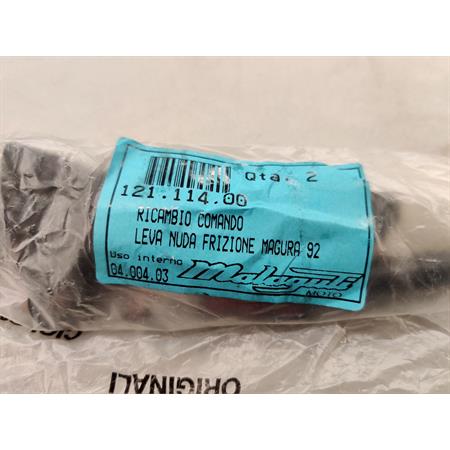 Qta. 2
121.114.00
RICAMBIO COMANDO
LEVA NUDA FRIZIONE MAGURA 92
Uso interno
04.004.03
Malaguti
MOTO
ORIGINALI